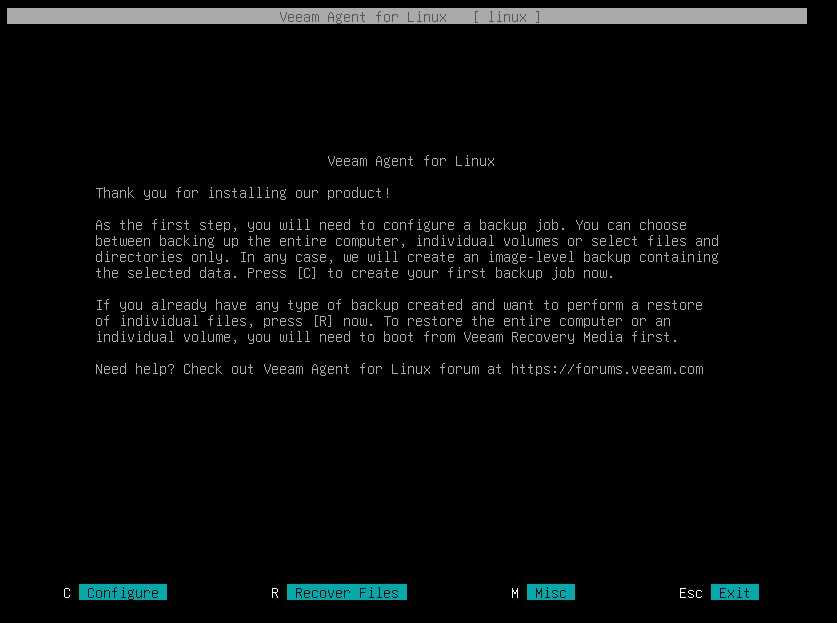 Veeam Agent for Linux [ linux ]
Veeam Agent for Linux
Thank you for installing our product!
As the first step, you will need to configure a backup job. You can choose
between backing up the entire computer, individual volumes or select files and
directories only. In any case, we will create an image-level backup containing
the selected data. Press [C] to create your first backup job now.
If you already have any type of backup created and want to perform a restore
of individual files, press [R] now. To restore the entire computer or an
individual volume, you will need to boot from Veeam Recovery Media first.
Need help? Check out Veeam Agent for Linux forum at https://forums.veeam.com
C Configure R Recover Files M Misc Esc Exit